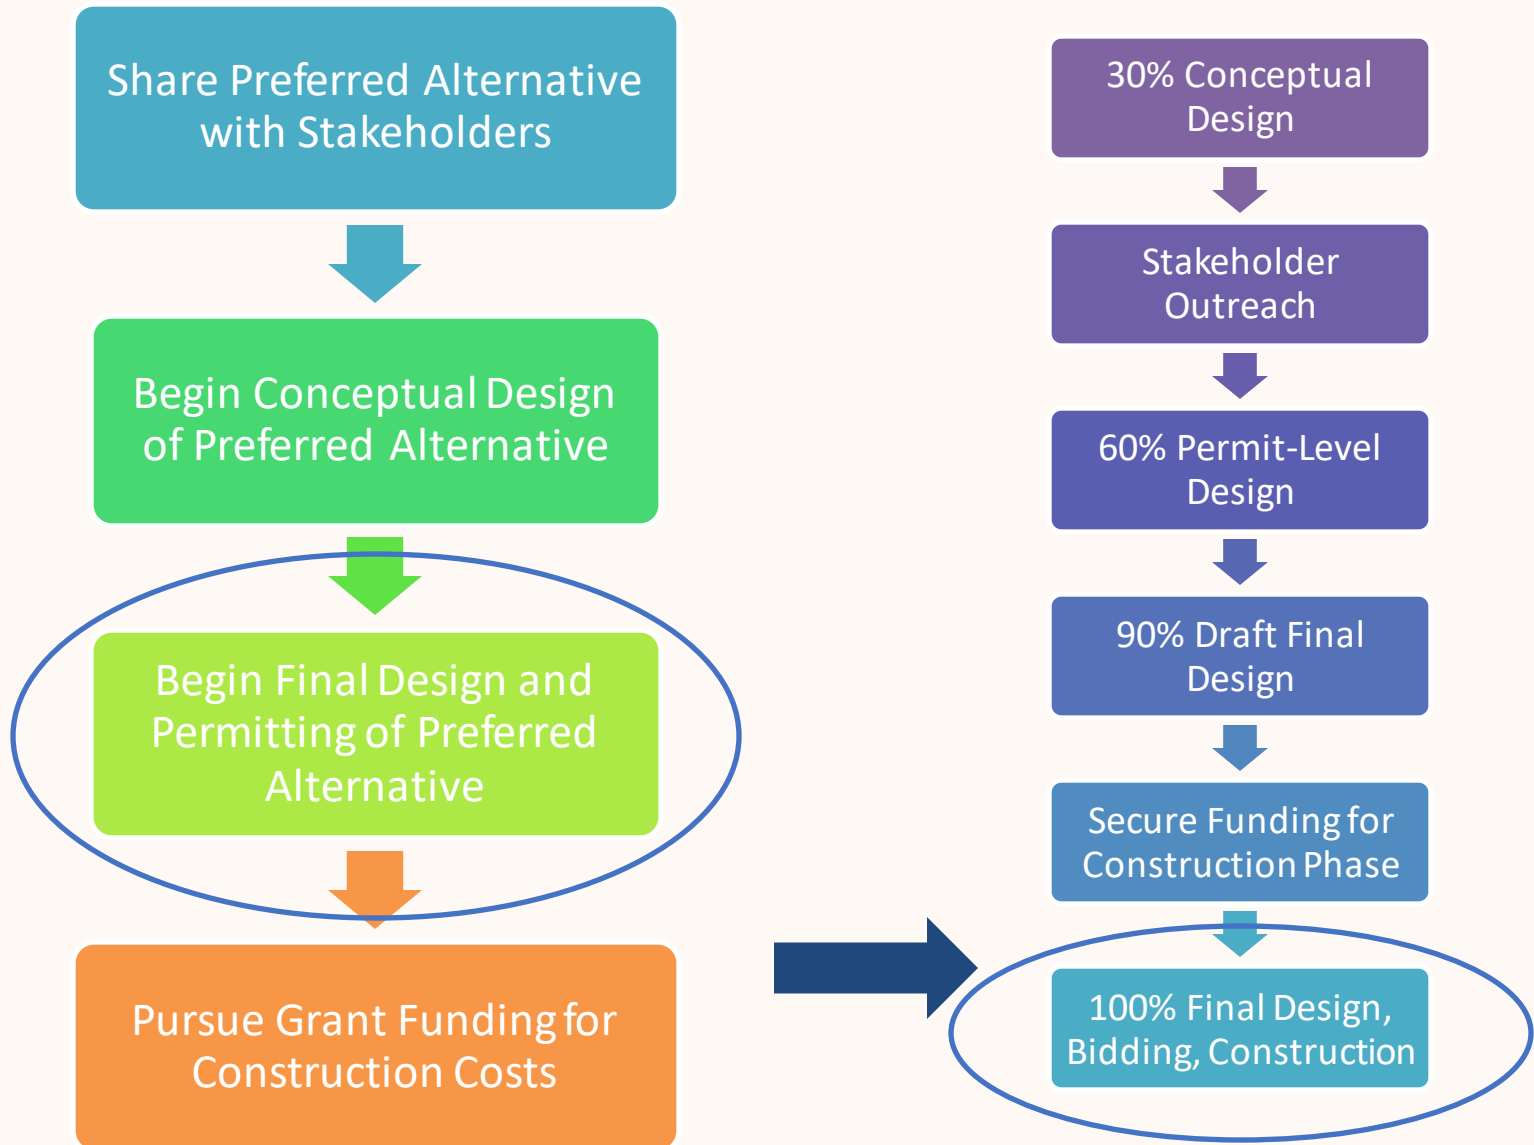 Share Preferred Alternative
with Stakeholders
Begin Conceptual Design
of Preferred Alternative
Begin Final Design and
Permitting of Preferred
Alternative
Pursue Grant Funding for
Construction Costs
30% Conceptual
Design
Stakeholder
Outreach
60% Permit-Level
Design
90% Draft Final
Design
Secure Funding for
Construction Phase
100% Final Design,
Bidding, Construction